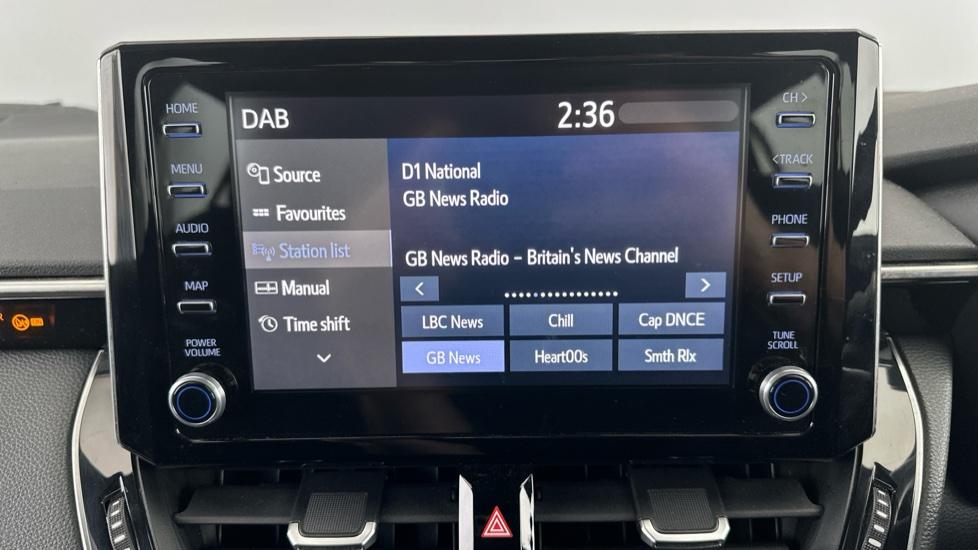 DAB 2:36
HOME
MENU
AUDIO
MAP
POWER
VOLUME
Source
Favourites
Station list
Manual
Time shift
D1 National
GB News Radio
GB News Radio – Britain's News Channel
< >
LBC News Chill Cap DNCE
GB News Heart00s Smth Rlx
CH >
< TRACK
PHONE
SETUP
TUNE
SCROLL